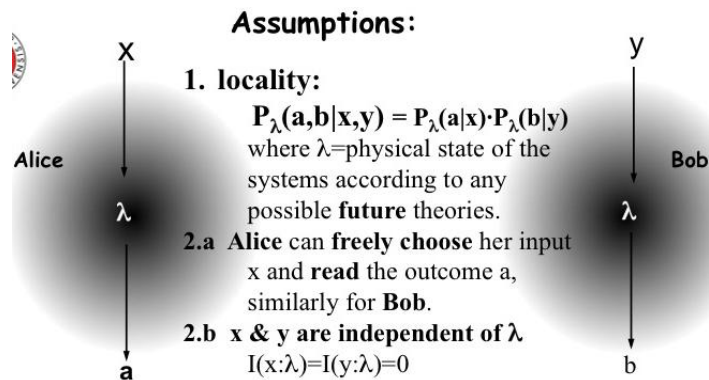 Assumptions:
x
y
1. locality:
Pλ(a,b|x,y) = Pλ(a|x)·Pλ(b|y)
where λ=physical state of the
Alice
Bob
systems according to any
possible future theories.
λ
λ
2.a Alice can freely choose her input
x and read the outcome a,
similarly for Bob.
2.b x & y are independent of λ
I(x:λ)=I(y:λ)=0
a
b